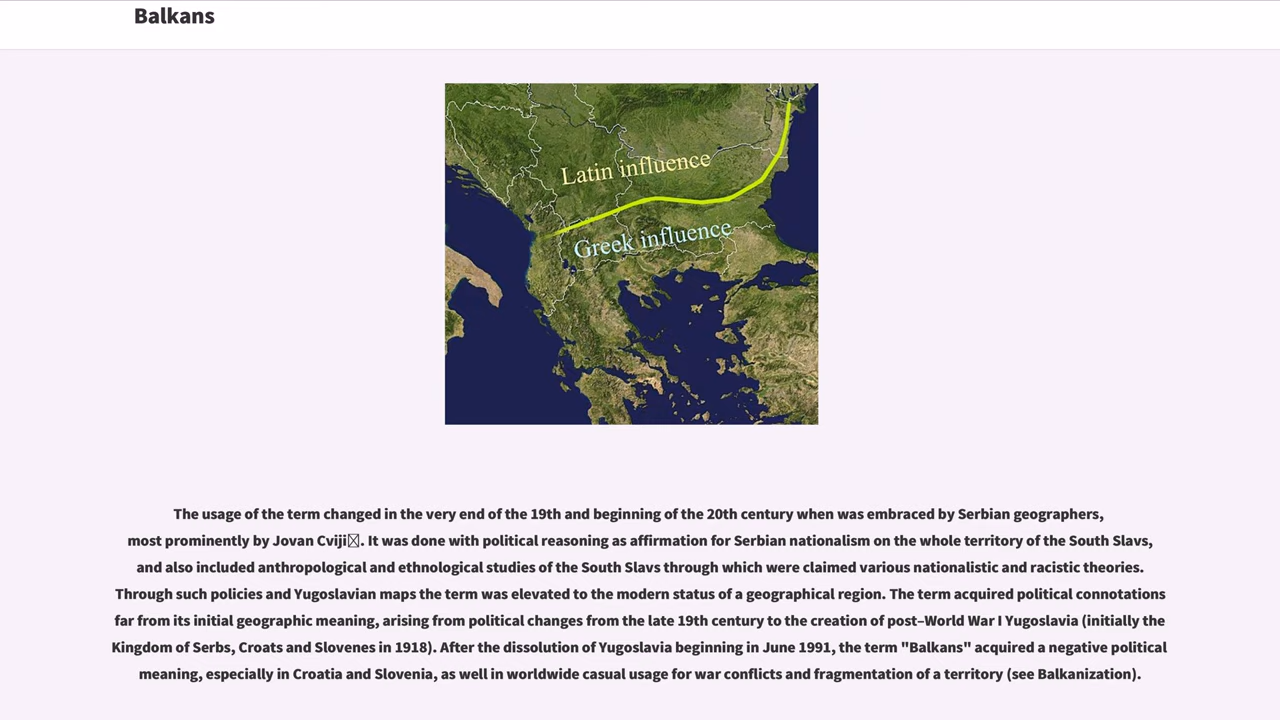 Balkans
Latin influence
Greek influence
The usage of the term changed in the very end of the 19th and beginning of the 20th century when was embraced by Serbian geographers,
most prominently by Jovan Cviji□. It was done with political reasoning as affirmation for Serbian nationalism on the whole territory of the South Slavs,
and also included anthropological and ethnological studies of the South Slavs through which were claimed various nationalistic and racistic theories.
Through such policies and Yugoslavian maps the term was elevated to the modern status of a geographical region. The term acquired political connotations
far from its initial geographic meaning, arising from political changes from the late 19th century to the creation of post–World War I Yugoslavia (initially the
Kingdom of Serbs, Croats and Slovenes in 1918). After the dissolution of Yugoslavia beginning in June 1991, the term "Balkans" acquired a negative political
meaning, especially in Croatia and Slovenia, as well in worldwide casual usage for war conflicts and fragmentation of a territory (see Balkanization).